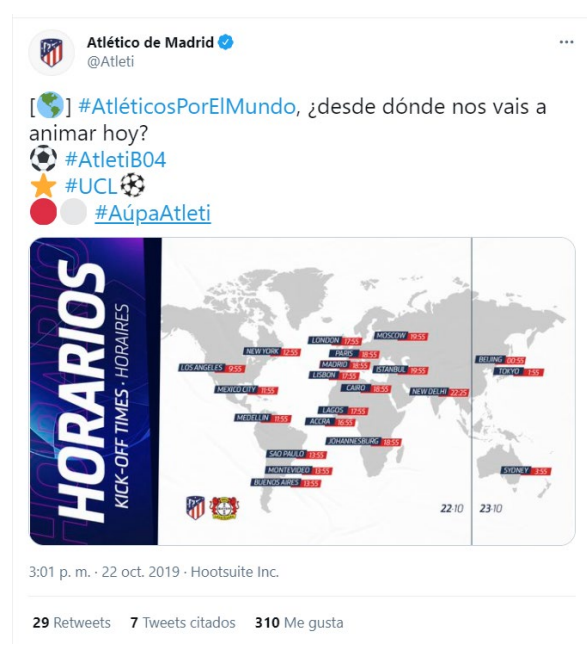 Atlético de Madrid
@Atleti
[ ] #AtléticosPorElMundo, ¿desde dónde nos vais a
animar hoy?
#AtletiB04
#UCL
#AúpaAtleti
HORARIOS
KICK-OFF TIMES · HORAIRES
MOSCOW 19:55
LONDON 17:55
NEW YORK 12:55
PARIS 18:55
BEIJING 00:55
LOS ANGELES 9:55
MADRID 18:55
ISTANBUL 19:55
TOKYO 1:55
LISBON 17:55
MEXICO CITY 11:55
CAIRO 18:55
NEW DELHI 22:25
MEDELLIN 11:55
LAGOS 17:55
ACCRA 16:55
JOHANNESBURG 18:55
SAO PAULO 13:55
MONTEVIDEO 13:55
SYDNEY 3:55
BUENOS AIRES 13:55
22·10 23·10
3:01 p. m. · 22 oct. 2019 · Hootsuite Inc.
29 Retweets 7 Tweets citados 310 Me gusta